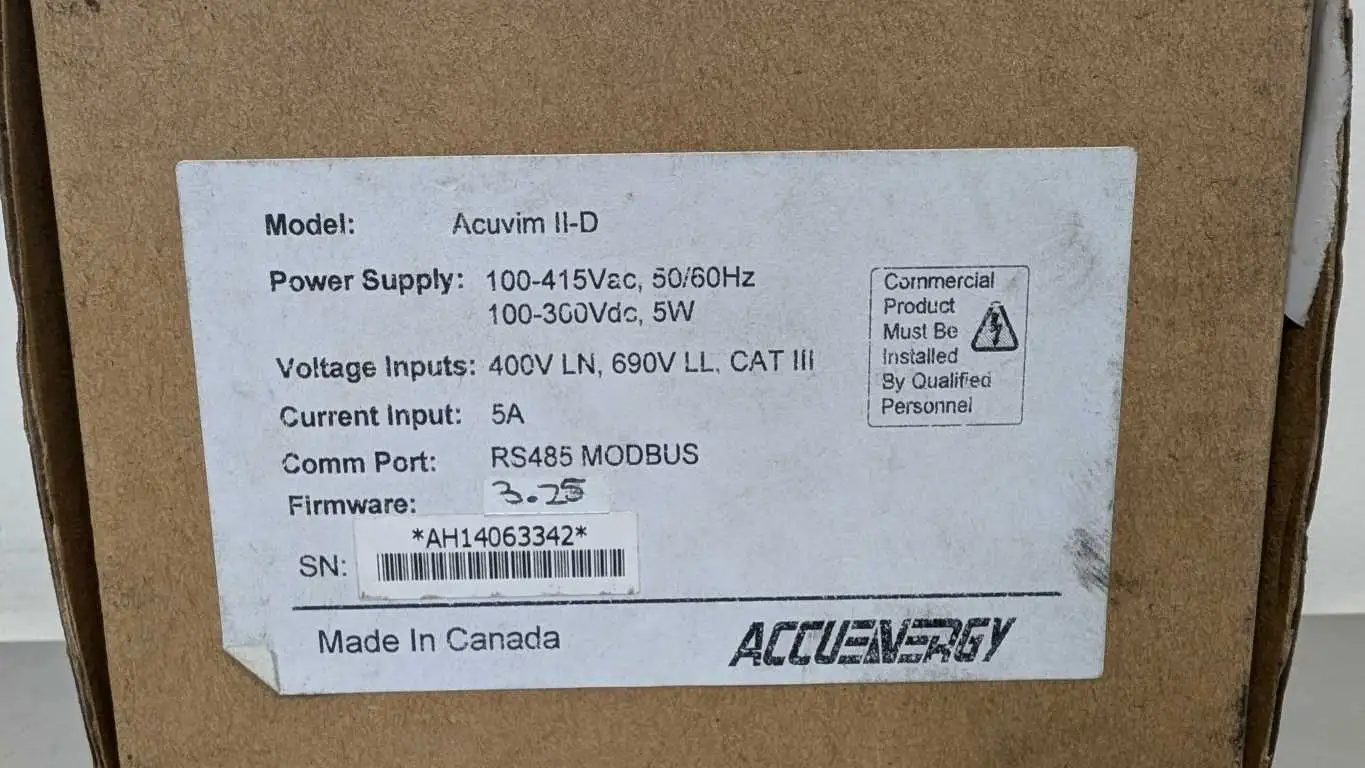 Model: Acuvim II-D
Power Supply: 100-415Vac, 50/60Hz
100-300Vdc, 5W
Voltage Inputs: 400V LN, 690V LL, CAT III
Current Input: 5A
Comm Port: RS485 MODBUS
Firmware: 3.25
SN: *AH14063342*
Commercial
Product
Must Be
Installed
By Qualified
Personnel
Made In Canada
ACCUENERGY